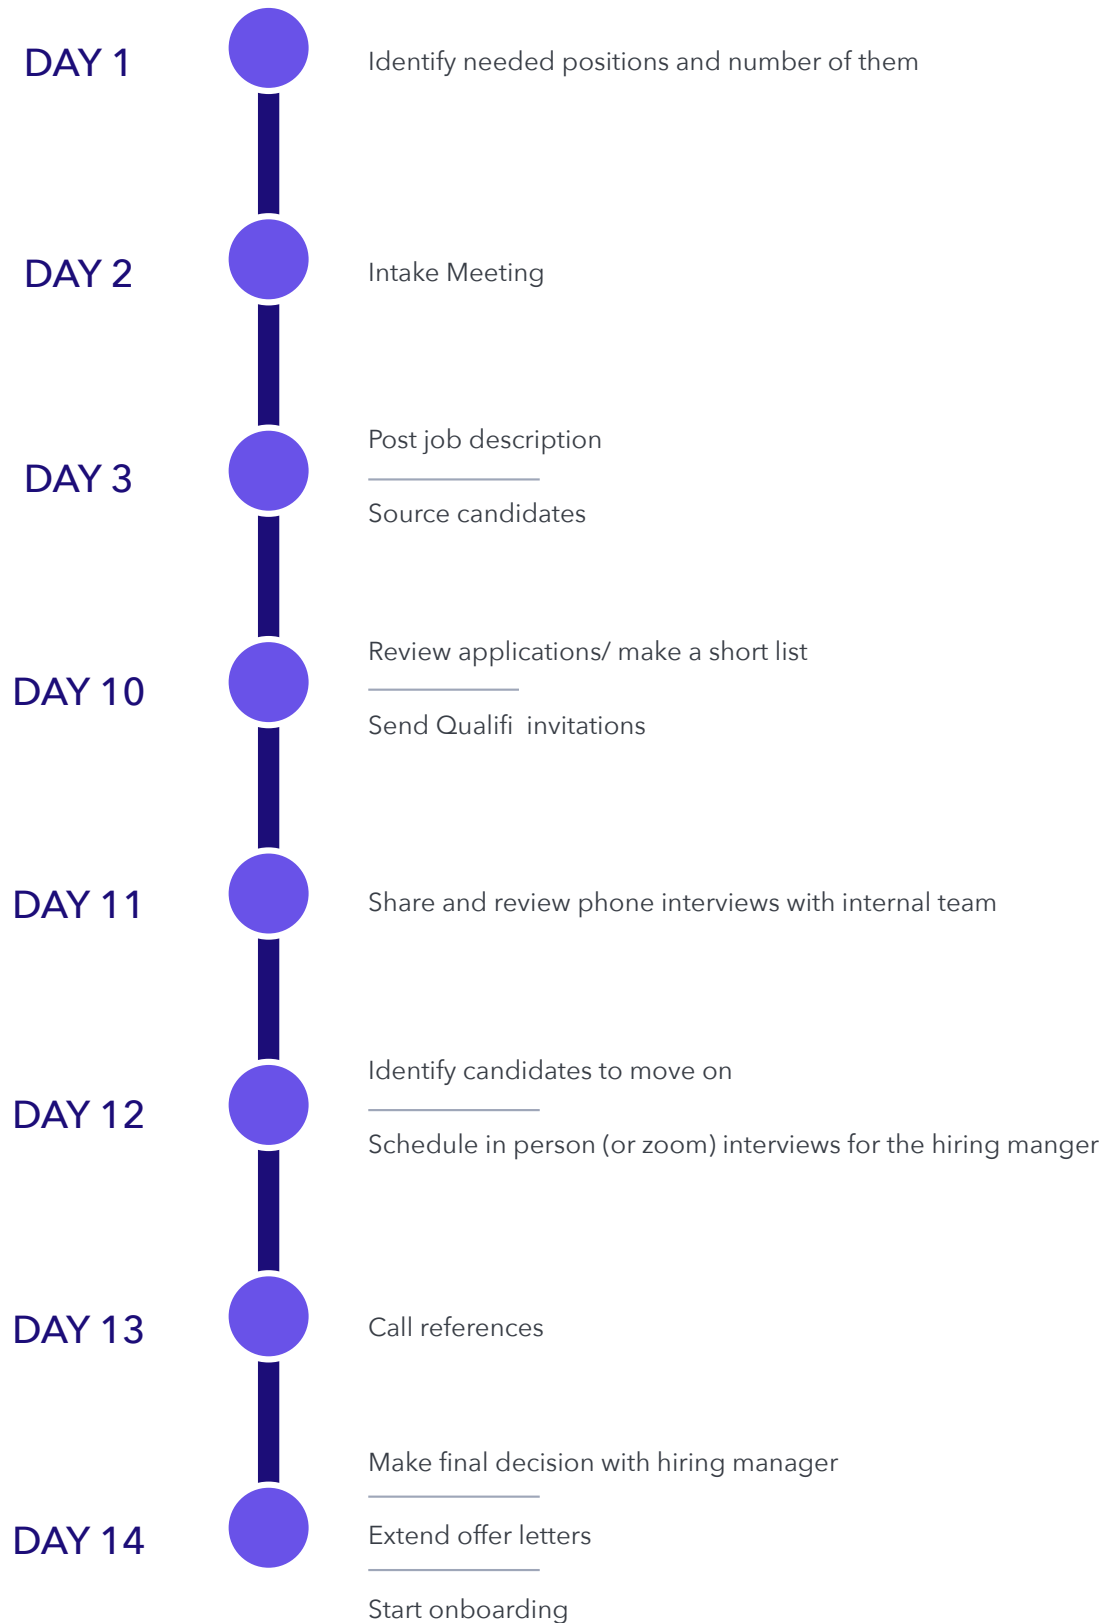 DAY 1
Identify needed positions and number of them
DAY 2
Intake Meeting
DAY 3
Post job description
Source candidates
DAY 10
Review applications/ make a short list
Send Qualifi  invitations
DAY 11
Share and review phone interviews with internal team
DAY 12
Identify candidates to move on
Schedule in person (or zoom) interviews for the hiring manger
DAY 13
Call references
DAY 14
Make final decision with hiring manager
Extend offer letters
Start onboarding